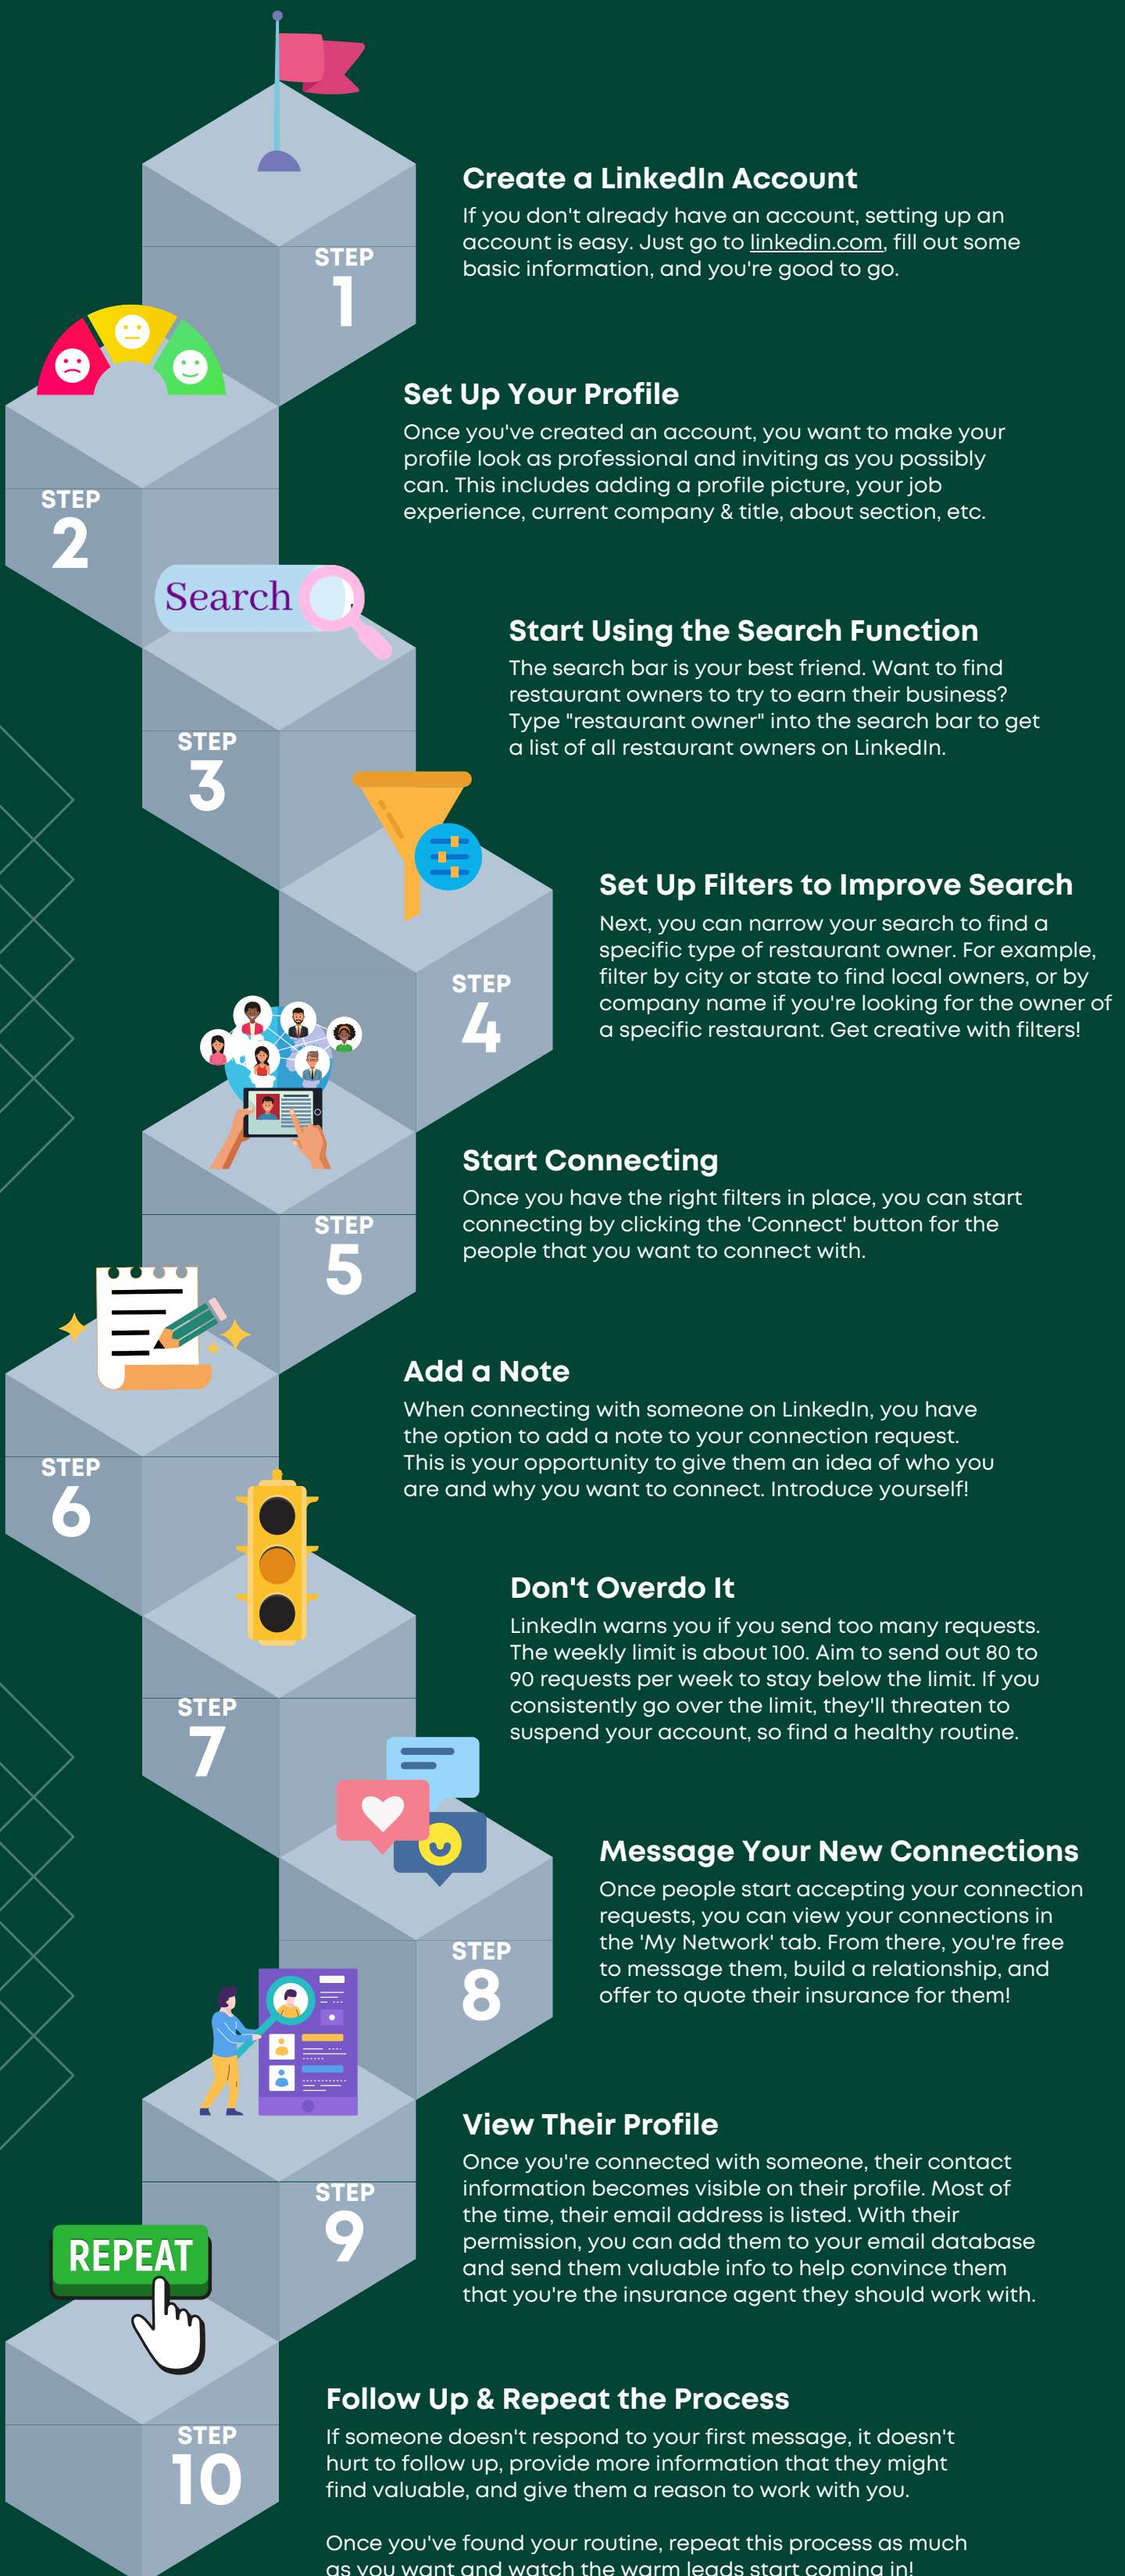 Create a LinkedIn Account
If you don't already have an account, setting up an
account is easy. Just go to linkedin.com, fill out some
basic information, and you're good to go.
STEP
1
Set Up Your Profile
Once you've created an account, you want to make your
profile look as professional and inviting as you possibly
can. This includes adding a profile picture, your job
experience, current company & title, about section, etc.
STEP
2
Search
Start Using the Search Function
The search bar is your best friend. Want to find
restaurant owners to try to earn their business?
Type "restaurant owner" into the search bar to get
a list of all restaurant owners on LinkedIn.
STEP
3
Set Up Filters to Improve Search
Next, you can narrow your search to find a
specific type of restaurant owner. For example,
filter by city or state to find local owners, or by
company name if you're looking for the owner of
a specific restaurant. Get creative with filters!
STEP
4
Start Connecting
Once you have the right filters in place, you can start
connecting by clicking the 'Connect' button for the
people that you want to connect with.
STEP
5
Add a Note
When connecting with someone on LinkedIn, you have
the option to add a note to your connection request.
This is your opportunity to give them an idea of who you
are and why you want to connect. Introduce yourself!
STEP
6
Don't Overdo It
LinkedIn warns you if you send too many requests.
The weekly limit is about 100. Aim to send out 80 to
90 requests per week to stay below the limit. If you
consistently go over the limit, they'll threaten to
suspend your account, so find a healthy routine.
STEP
7
Message Your New Connections
Once people start accepting your connection
requests, you can view your connections in
the 'My Network' tab. From there, you're free
to message them, build a relationship, and
offer to quote their insurance for them!
STEP
8
View Their Profile
Once you're connected with someone, their contact
information becomes visible on their profile. Most of
the time, their email address is listed. With their
permission, you can add them to your email database
and send them valuable info to help convince them
that you're the insurance agent they should work with.
STEP
9
REPEAT
Follow Up & Repeat the Process
If someone doesn't respond to your first message, it doesn't
hurt to follow up, provide more information that they might
find valuable, and give them a reason to work with you.
Once you've found your routine, repeat this process as much
as you want and watch the warm leads start coming in!
STEP
10